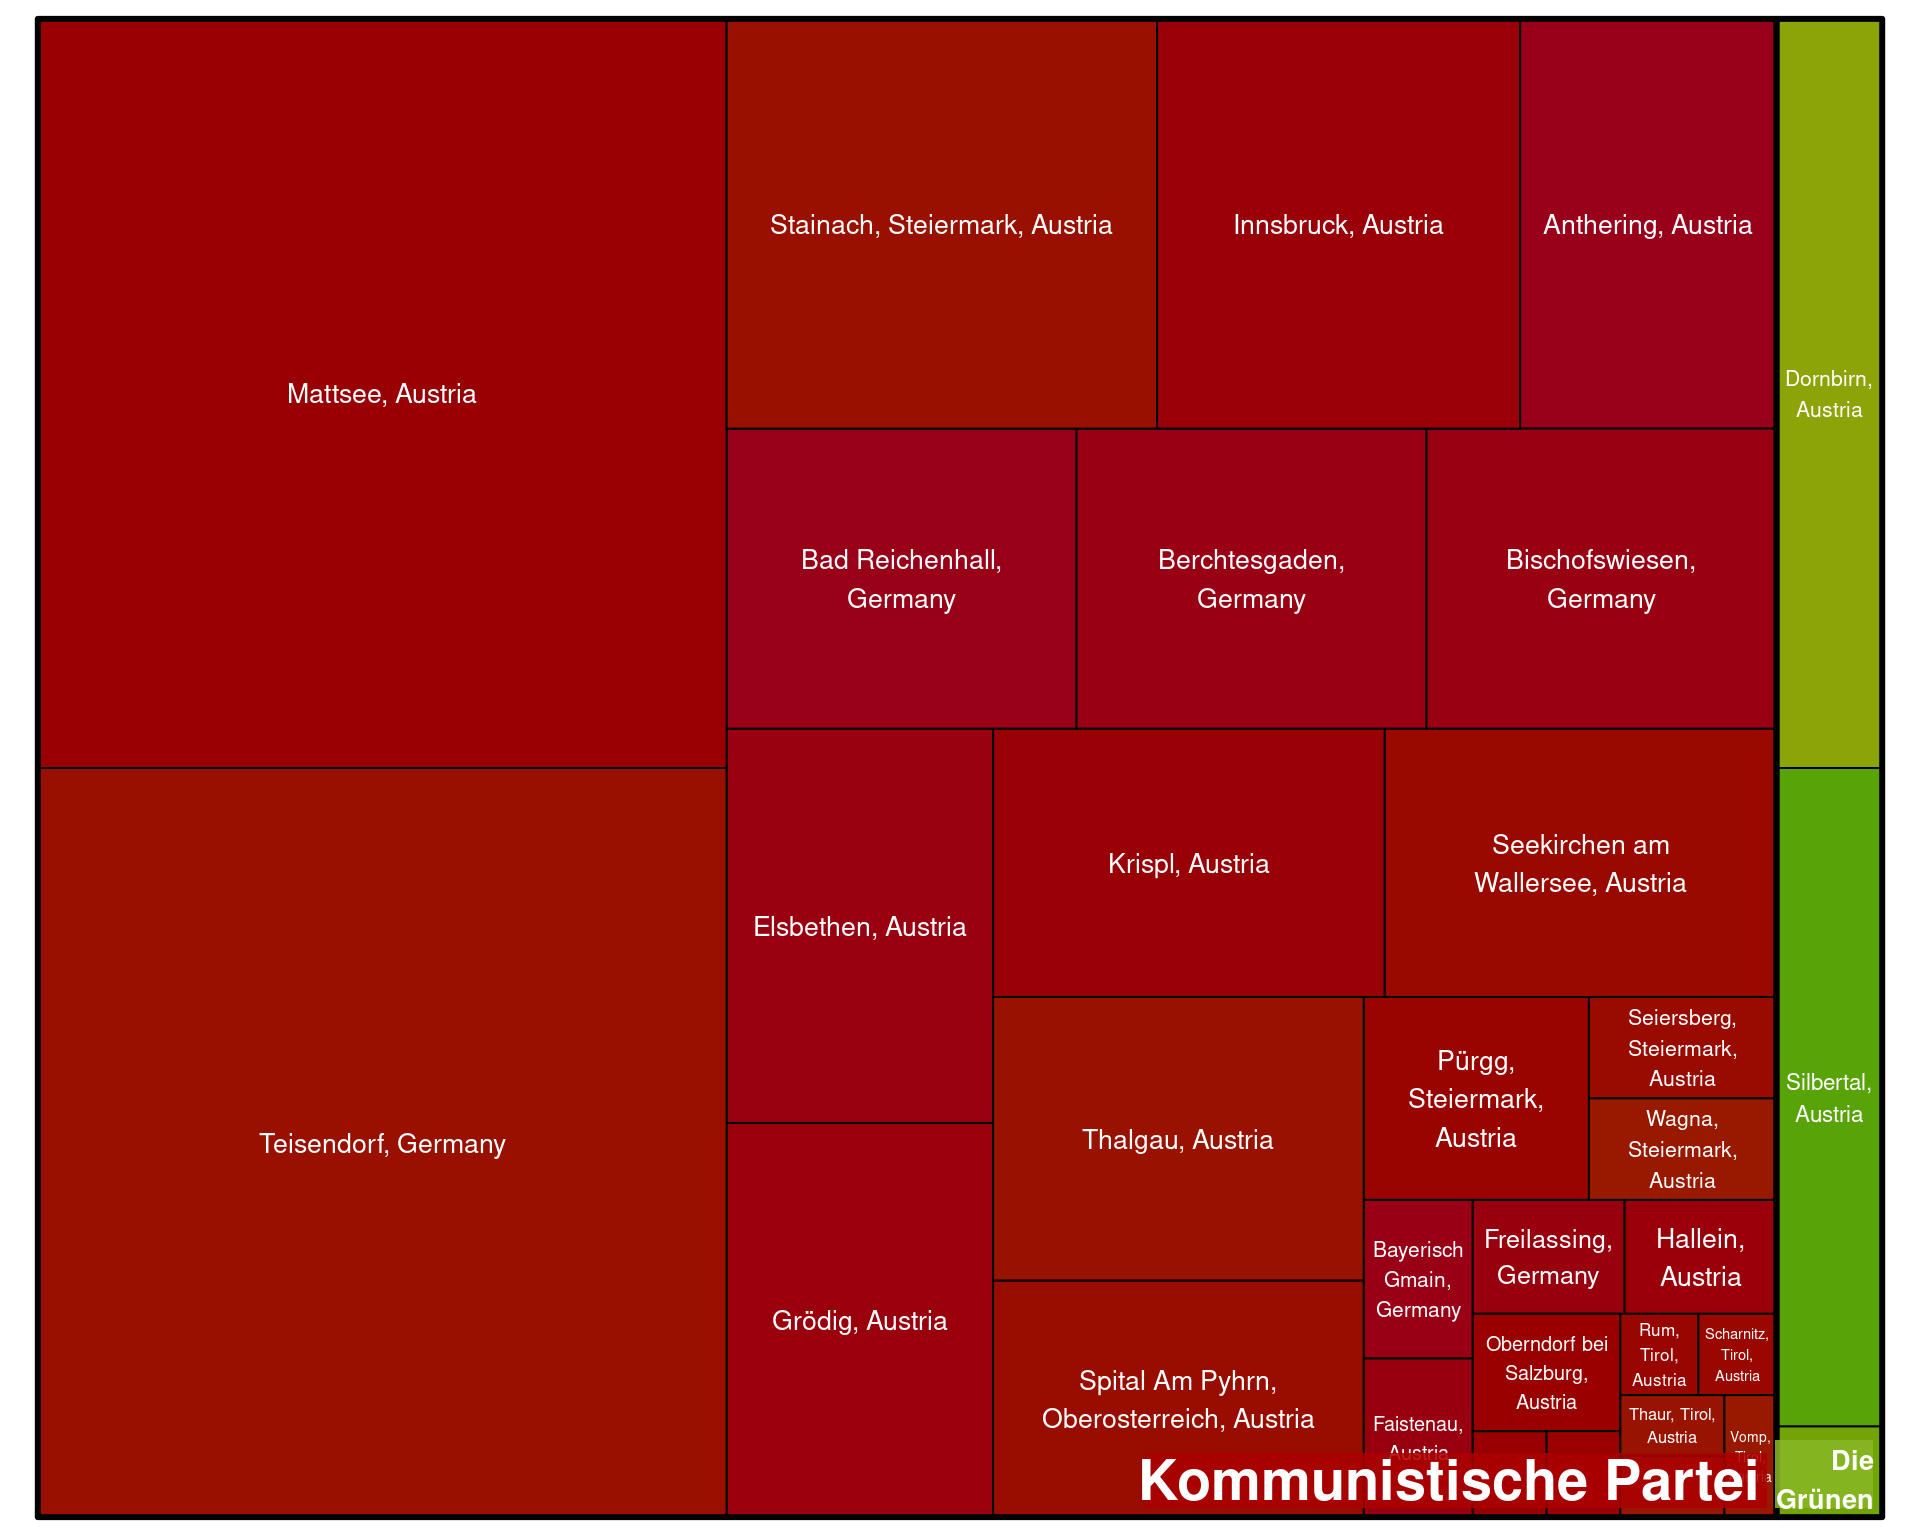 Mattsee, Austria
Teisendorf, Germany
Stainach, Steiermark, Austria
Innsbruck, Austria
Anthering, Austria
Bad Reichenhall,
Germany
Berchtesgaden,
Germany
Bischofswiesen,
Germany
Elsbethen, Austria
Grödig, Austria
Krispl, Austria
Seekirchen am
Wallersee, Austria
Thalgau, Austria
Spital Am Pyhrn,
Oberosterreich, Austria
Pürgg,
Steiermark,
Austria
Seiersberg,
Steiermark,
Austria
Wagna,
Steiermark,
Austria
Bayerisch
Gmain,
Germany
Faistenau,
Austria
Freilassing,
Germany
Hallein,
Austria
Oberndorf bei
Salzburg,
Austria
Rum,
Tirol,
Austria
Scharnitz,
Tirol,
Austria
Thaur, Tirol,
Austria
Vomp,
Tirol,
Kommunistische Partei
Dornbirn,
Austria
Silbertal,
Austria
Die
Grünen